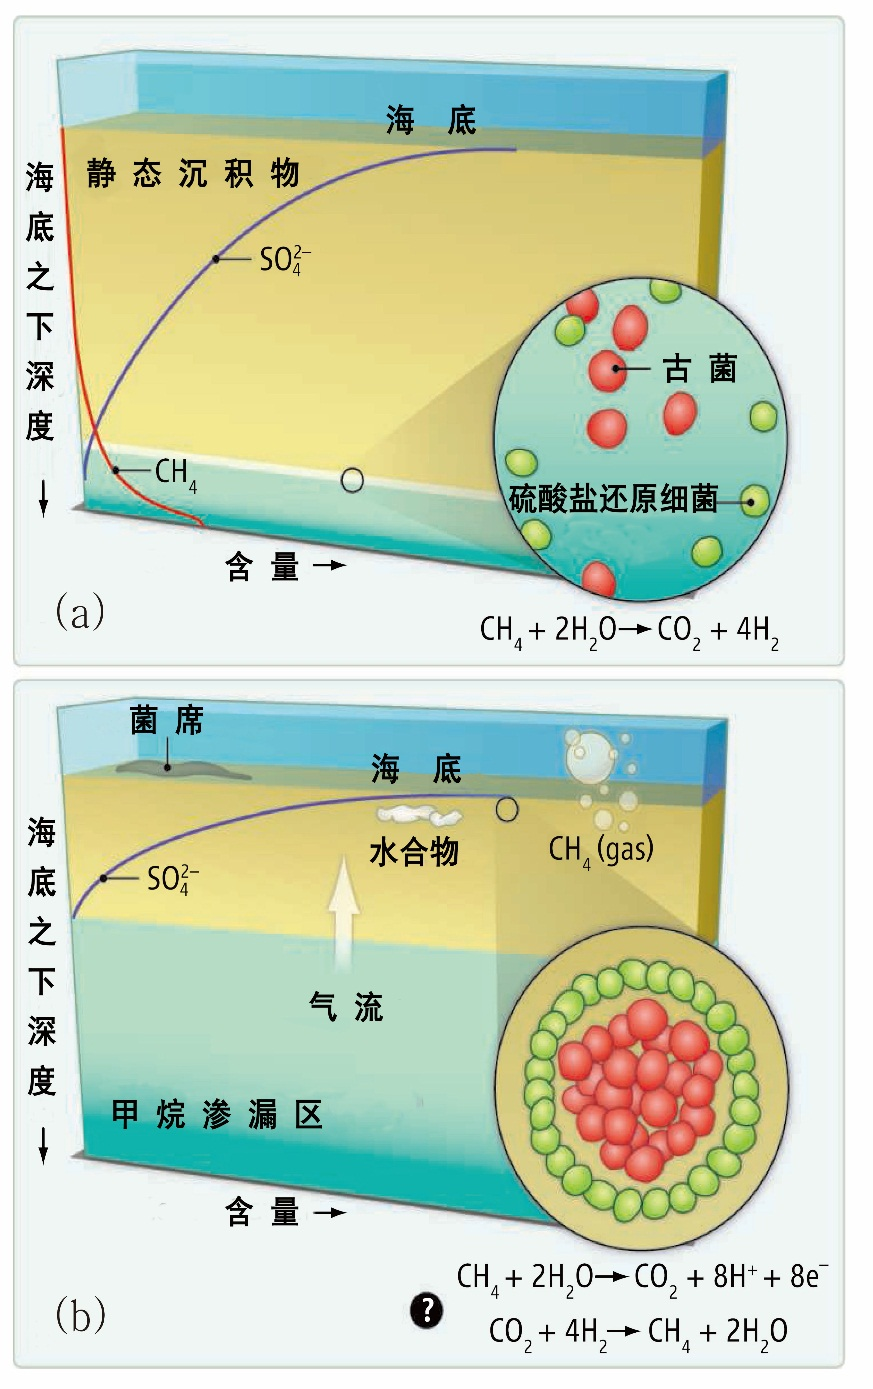 海 底
静 态 沉 积 物
海底之下深度
SO₄²⁻
古 菌
硫酸盐还原细菌
CH₄
含 量 →
(a)
CH₄ + 2H₂O→CO₂ + 4H₂
菌 席
海 底
海底之下深度
水合物
CH₄ (gas)
SO₄²⁻
气 流
甲 烷 渗 漏 区
含 量 →
CH₄ + 2H₂O→CO₂ + 8H⁺ + 8e⁻
(b)
?
CO₂ + 4H₂→CH₄ + 2H₂O